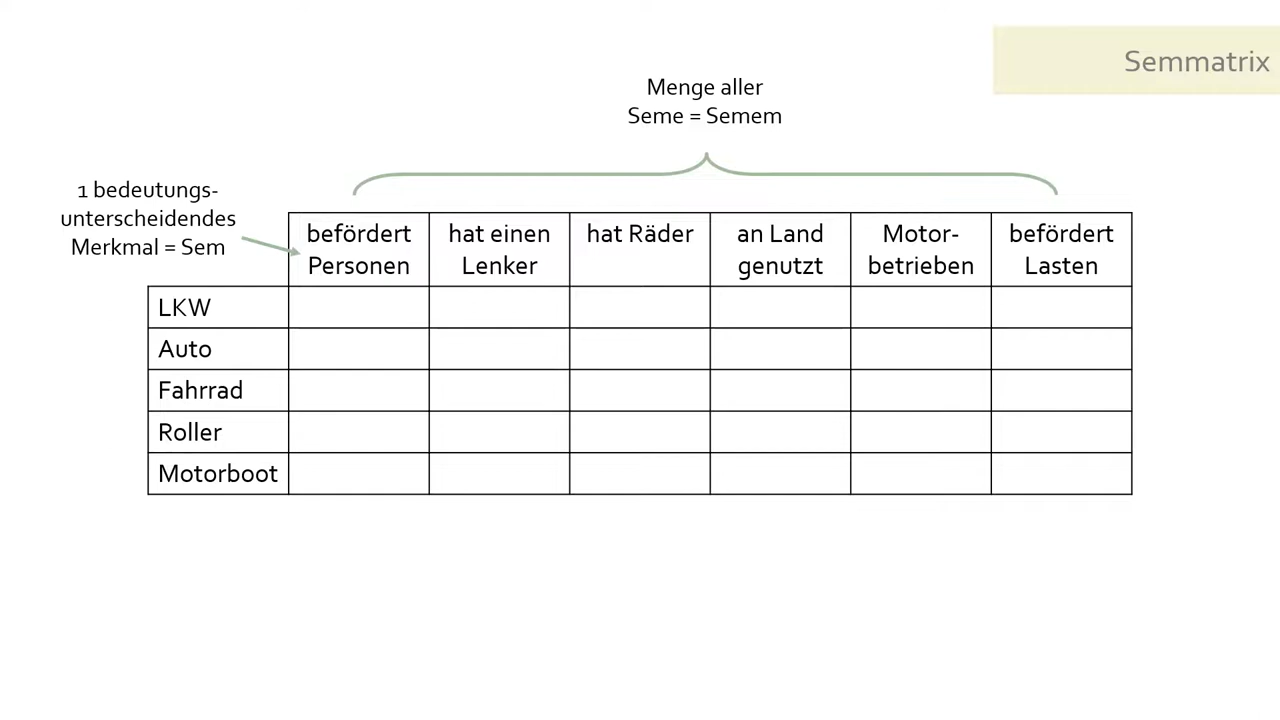 Semmatrix
Menge aller
Seme = Semem
1 bedeutungs-
unterscheidendes
Merkmal = Sem
befördert Personen
hat einen Lenker
hat Räder
an Land genutzt
Motor-
betrieben
befördert Lasten
LKW
Auto
Fahrrad
Roller
Motorboot